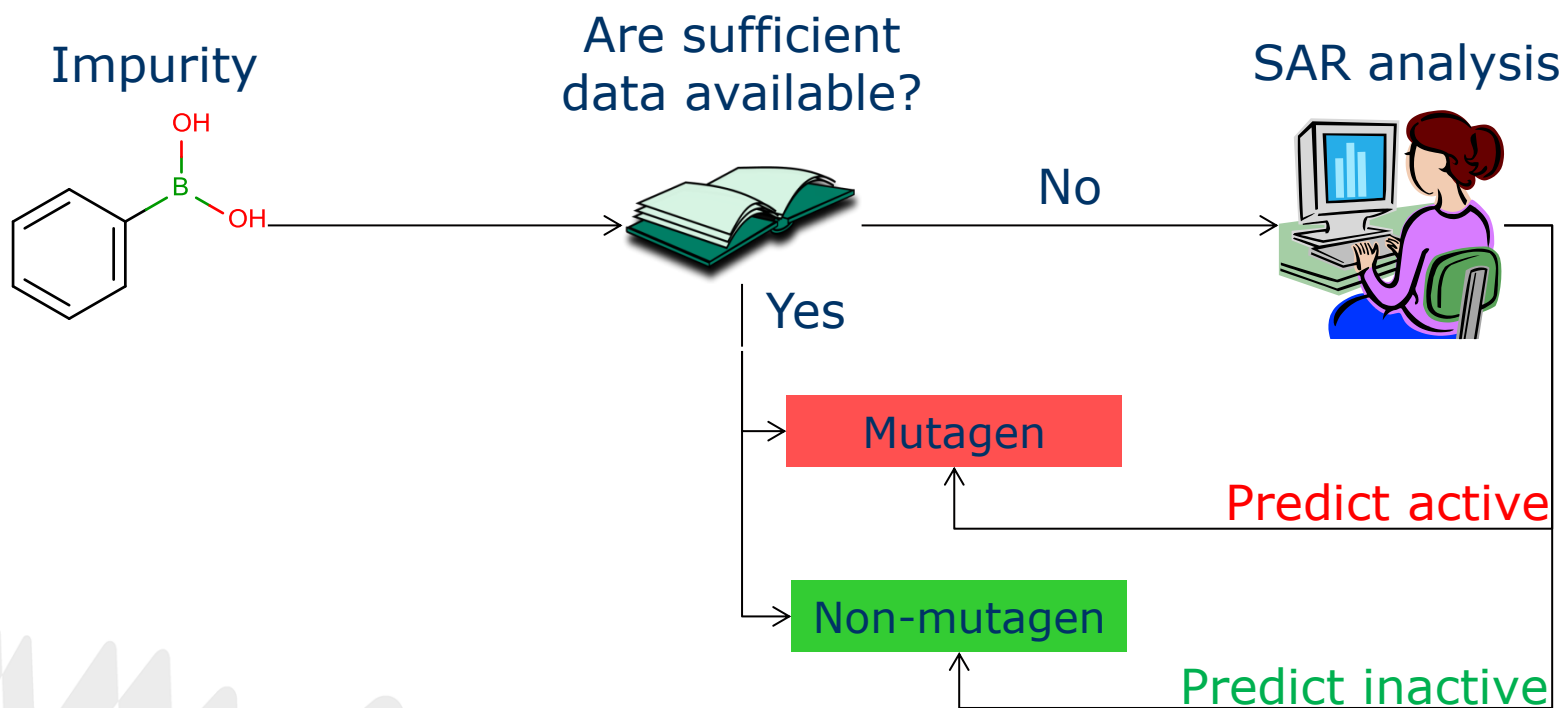 Impurity
OH
B
OH
Are sufficient
data available?
No
SAR analysis
Yes
Mutagen
Predict active
Non-mutagen
Predict inactive